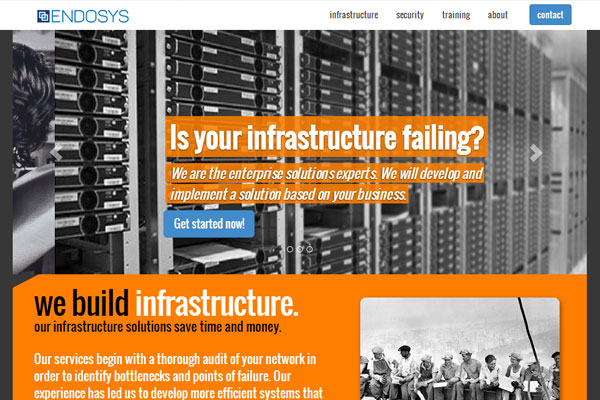 ENDOSYS
infrastructure security training about contact
Is your infrastructure failing?
We are the enterprise solutions experts. We will develop and
implement a solution based on your business.
Get started now!
we build infrastructure.
our infrastructure solutions save time and money.
Our services begin with a thorough audit of your network in
order to identify bottlenecks and points of failure. Our
experience has led us to develop more efficient systems that